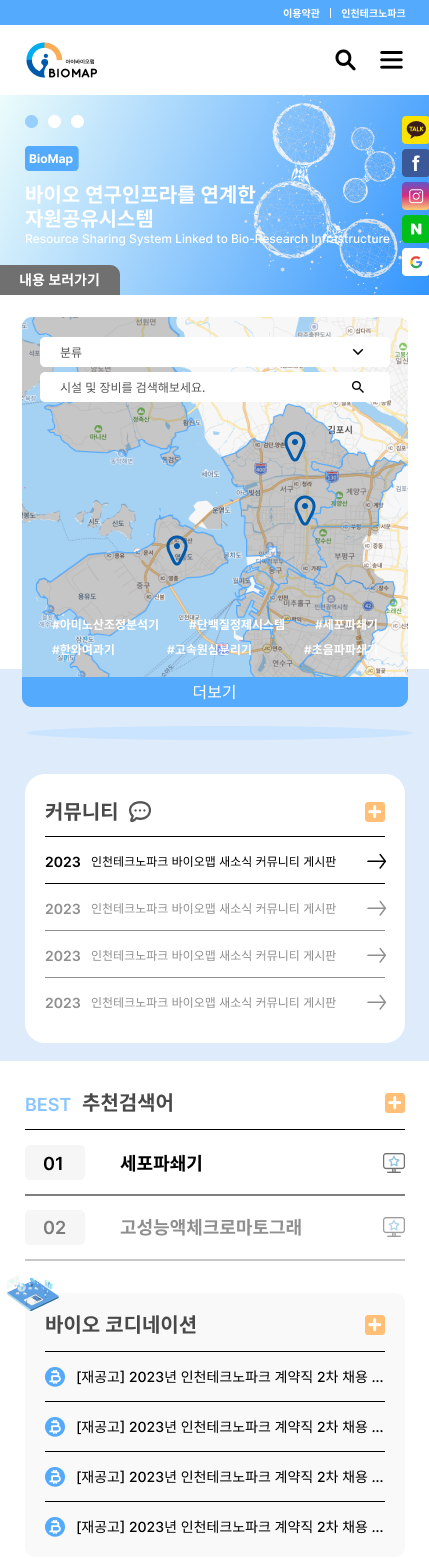 이용약관 | 인천테크노파크
아이바이오맵
BIOMAP
TALK
BioMap
바이오 연구인프라를 연계한
자원공유시스템
Resource Sharing System Linked to Bio-Research Infrastructure
내용 보러가기
분류
시설 및 장비를 검색해보세요.
김포시
서구
계양구
부평구
중구
미추홀구
연수구
마니산
신도
용유도
#아미노산조정분석기 #단백질정제시스템 #세포파쇄기
#한외여과기 #고속원심분리기 #초음파파쇄기
더보기
커뮤니티
2023 인천테크노파크 바이오맵 새소식 커뮤니티 게시판
2023 인천테크노파크 바이오맵 새소식 커뮤니티 게시판
2023 인천테크노파크 바이오맵 새소식 커뮤니티 게시판
2023 인천테크노파크 바이오맵 새소식 커뮤니티 게시판
BEST 추천검색어
01 세포파쇄기
02 고성능액체크로마토그래
바이오 코디네이션
[재공고] 2023년 인천테크노파크 계약직 2차 채용 ...
[재공고] 2023년 인천테크노파크 계약직 2차 채용 ...
[재공고] 2023년 인천테크노파크 계약직 2차 채용 ...
[재공고] 2023년 인천테크노파크 계약직 2차 채용 ...